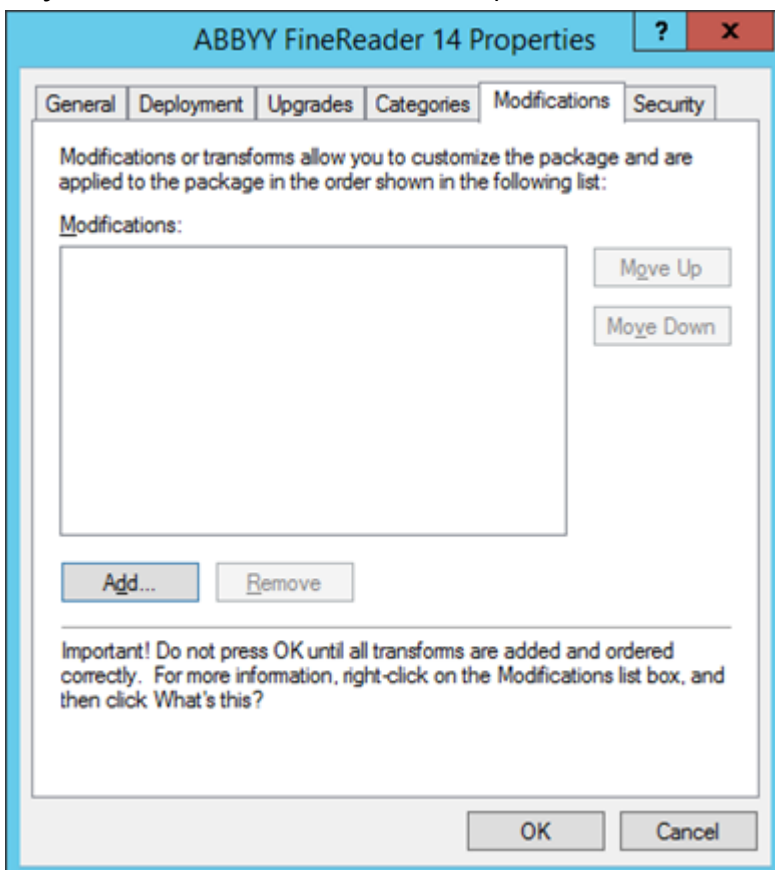 ABBYY FineReader 14 Properties ? x
General Deployment Upgrades Categories Modifications Security
Modifications or transforms allow you to customize the package and are
applied to the package in the order shown in the following list:
Modifications:
Move Up
Move Down
Add... Remove
Important! Do not press OK until all transforms are added and ordered
correctly. For more information, right-click on the Modifications list box, and
then click What's this?
OK Cancel